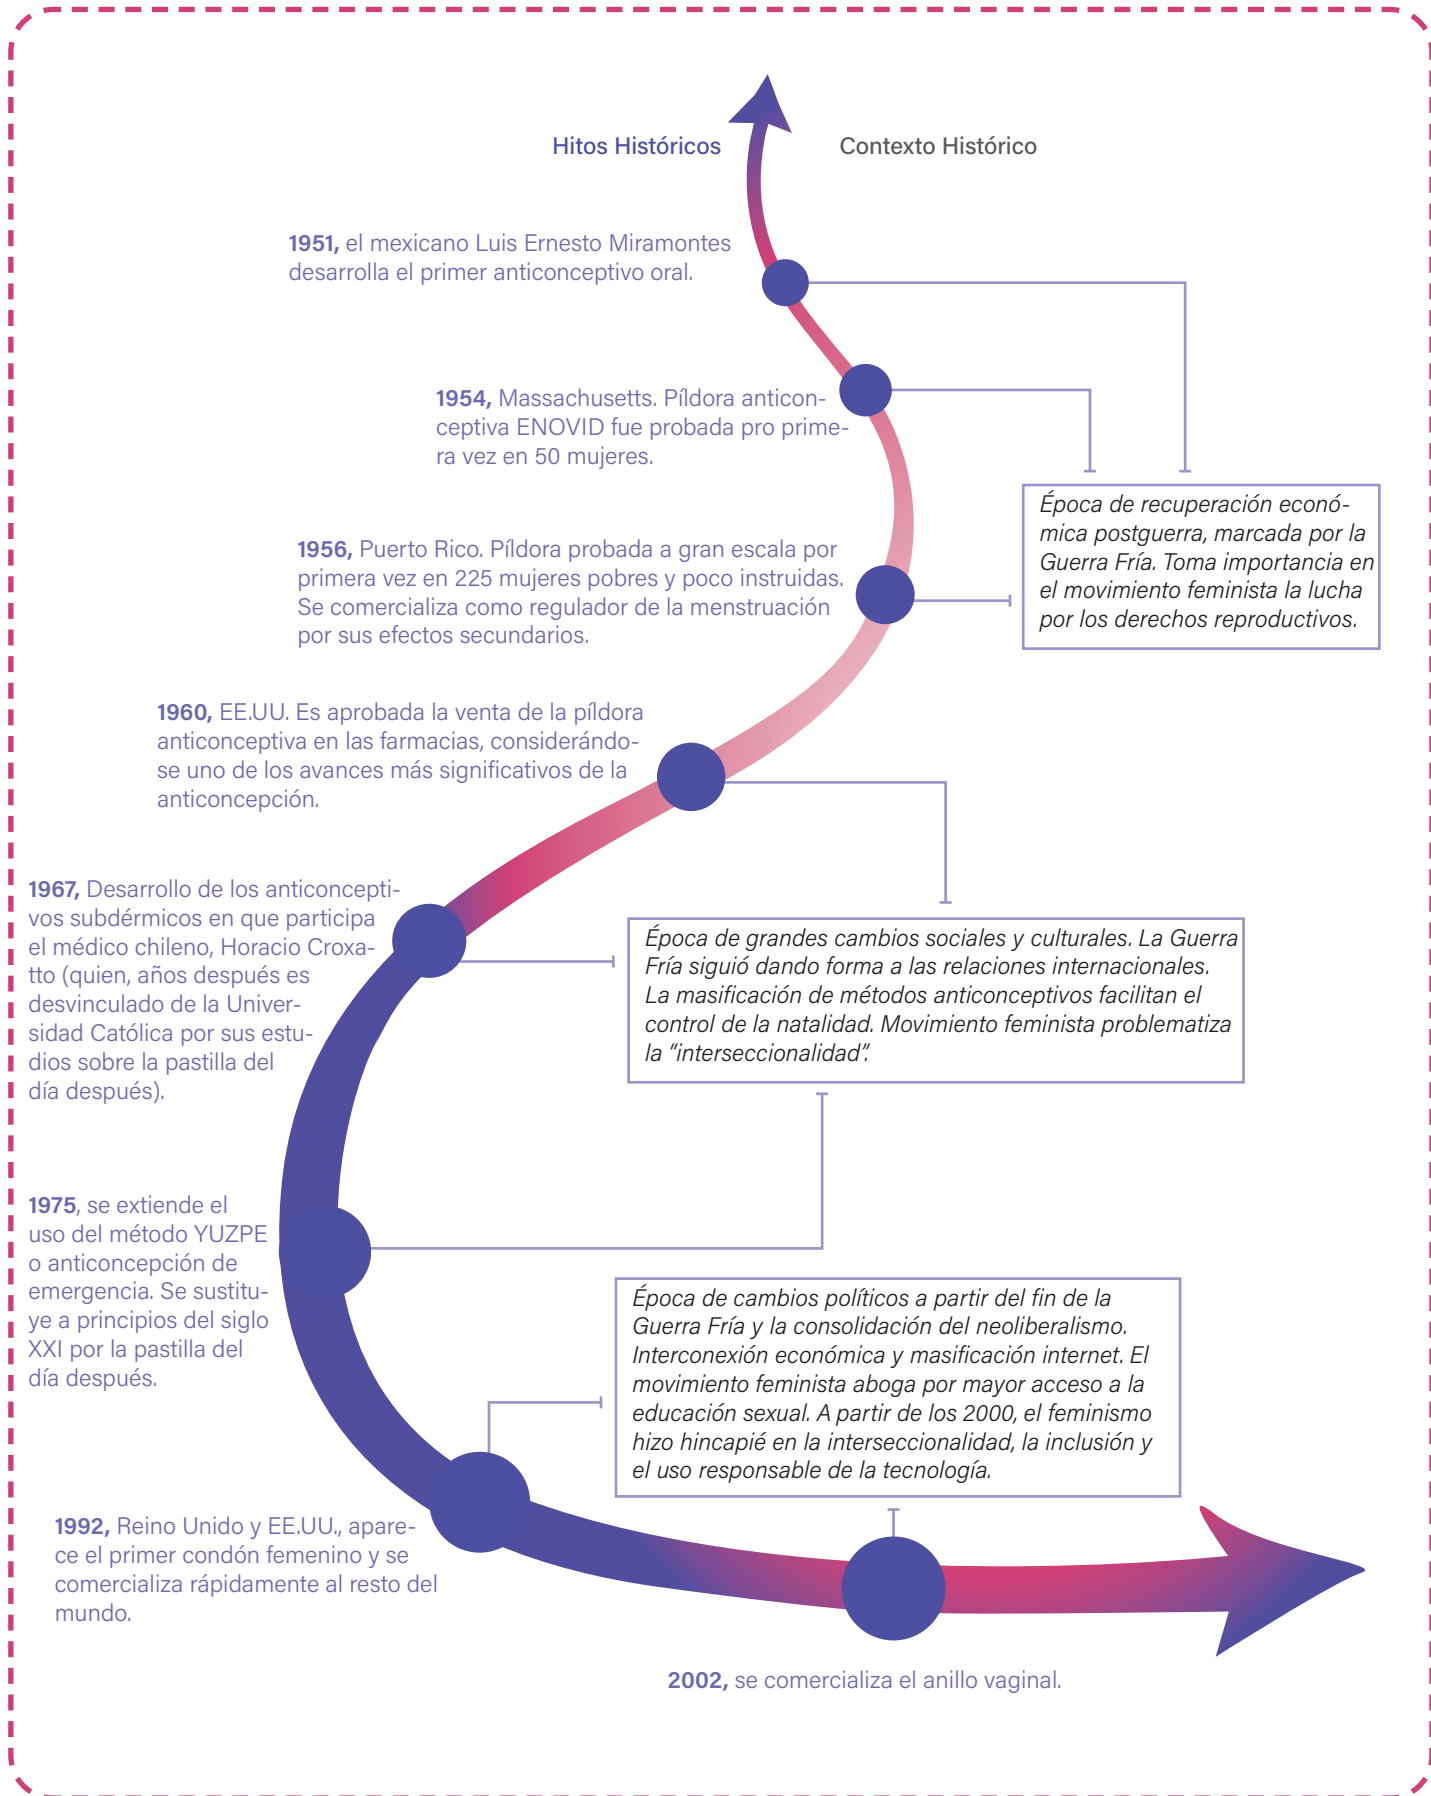 Hitos Históricos
Contexto Histórico
1951, el mexicano Luis Ernesto Miramontes
desarrolla el primer anticonceptivo oral.
1954, Massachusetts. Píldora anticon-
ceptiva ENOVID fue probada pro prime-
ra vez en 50 mujeres.
1956, Puerto Rico. Píldora probada a gran escala por
primera vez en 225 mujeres pobres y poco instruidas.
Se comercializa como regulador de la menstruación
por sus efectos secundarios.
Época de recuperación econó-
mica postguerra, marcada por la
Guerra Fría. Toma importancia en
el movimiento feminista la lucha
por los derechos reproductivos.
1960, EE.UU. Es aprobada la venta de la píldora
anticonceptiva en las farmacias, considerándo-
se uno de los avances más significativos de la
anticoncepción.
1967, Desarrollo de los anticoncepti-
vos subdérmicos en que participa
el médico chileno, Horacio Croxa-
tto (quien, años después es
desvinculado de la Univer-
sidad Católica por sus estu-
dios sobre la pastilla del
día después).
Época de grandes cambios sociales y culturales. La Guerra
Fría siguió dando forma a las relaciones internacionales.
La masificación de métodos anticonceptivos facilitan el
control de la natalidad. Movimiento feminista problematiza
la “interseccionalidad”.
1975, se extiende el
uso del método YUZPE
o anticoncepción de
emergencia. Se sustitu-
ye a principios del siglo
XXI por la pastilla del
día después.
Época de cambios políticos a partir del fin de la
Guerra Fría y la consolidación del neoliberalismo.
Interconexión económica y masificación internet. El
movimiento feminista aboga por mayor acceso a la
educación sexual. A partir de los 2000, el feminismo
hizo hincapié en la interseccionalidad, la inclusión y
el uso responsable de la tecnología.
1992, Reino Unido y EE.UU., apare-
ce el primer condón femenino y se
comercializa rápidamente al resto del
mundo.
2002, se comercializa el anillo vaginal.